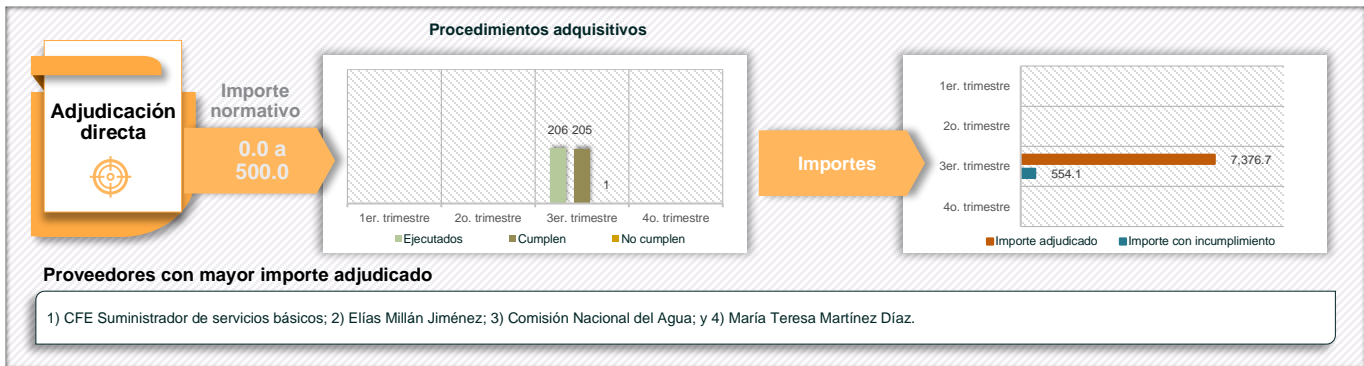 Procedimientos adquisitivos
Adjudicación
directa
Importe
normativo
0.0 a
500.0
206 205
1
1er. trimestre 2o. trimestre 3er. trimestre 4o. trimestre
Ejecutados Cumplen No cumplen
Importes
1er. trimestre
2o. trimestre
3er. trimestre
4o. trimestre
7,376.7
554.1
Importe adjudicado Importe con incumplimiento
Proveedores con mayor importe adjudicado
1) CFE Suministrador de servicios básicos; 2) Elías Millán Jiménez; 3) Comisión Nacional del Agua; y 4) María Teresa Martínez Díaz.